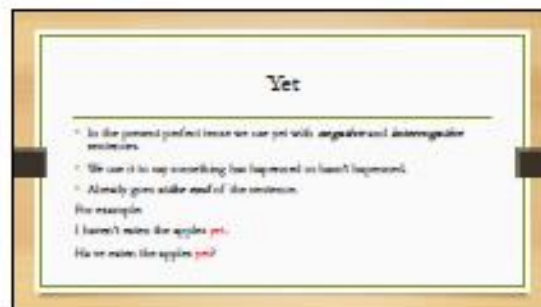 Yet
• In the present perfect tense we use yet with negative and interrogative
sentences.
• We use it to say something has happened or hasn't happened.
• Already goes at the end of the sentence.
For example:
I haven't eaten the apples yet.
Have eaten the apples yet?